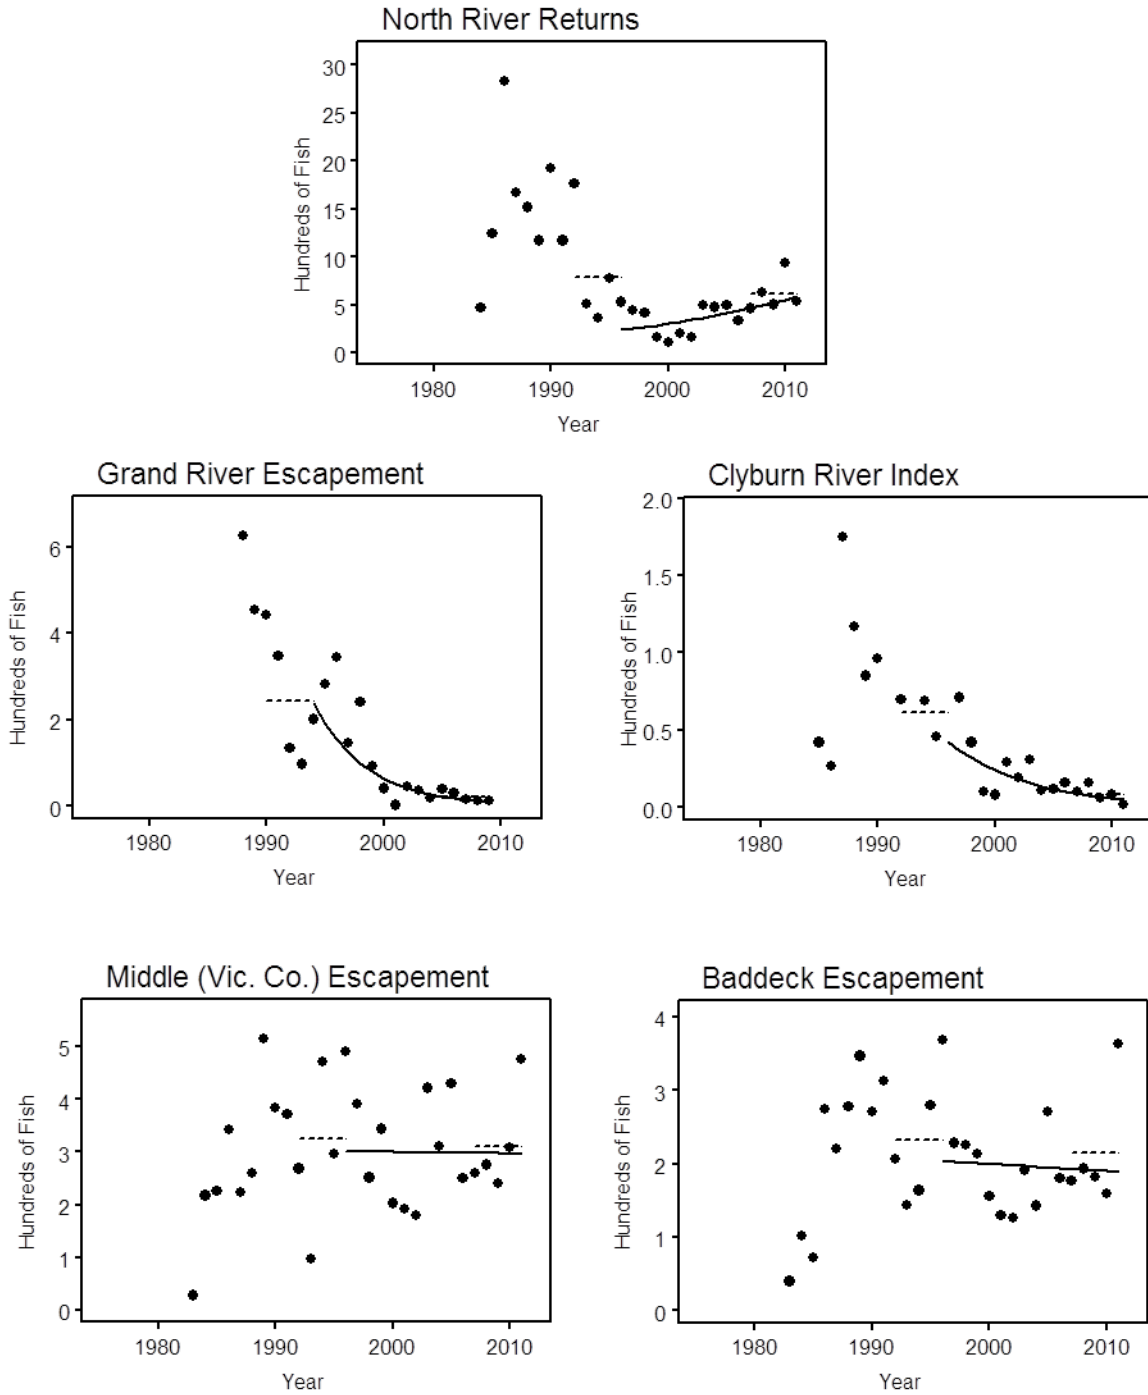 North River Returns
30
25
20
15
10
5
0
Hundreds of Fish
1980 1990 2000 2010
Year
Grand River Escapement
6
4
2
0
Hundreds of Fish
1980 1990 2000 2010
Year
Clyburn River Index
2.0
1.5
1.0
0.5
0.0
Hundreds of Fish
1980 1990 2000 2010
Year
Middle (Vic. Co.) Escapement
5
4
3
2
1
0
Hundreds of Fish
1980 1990 2000 2010
Year
Baddeck Escapement
4
3
2
1
0
Hundreds of Fish
1980 1990 2000 2010
Year